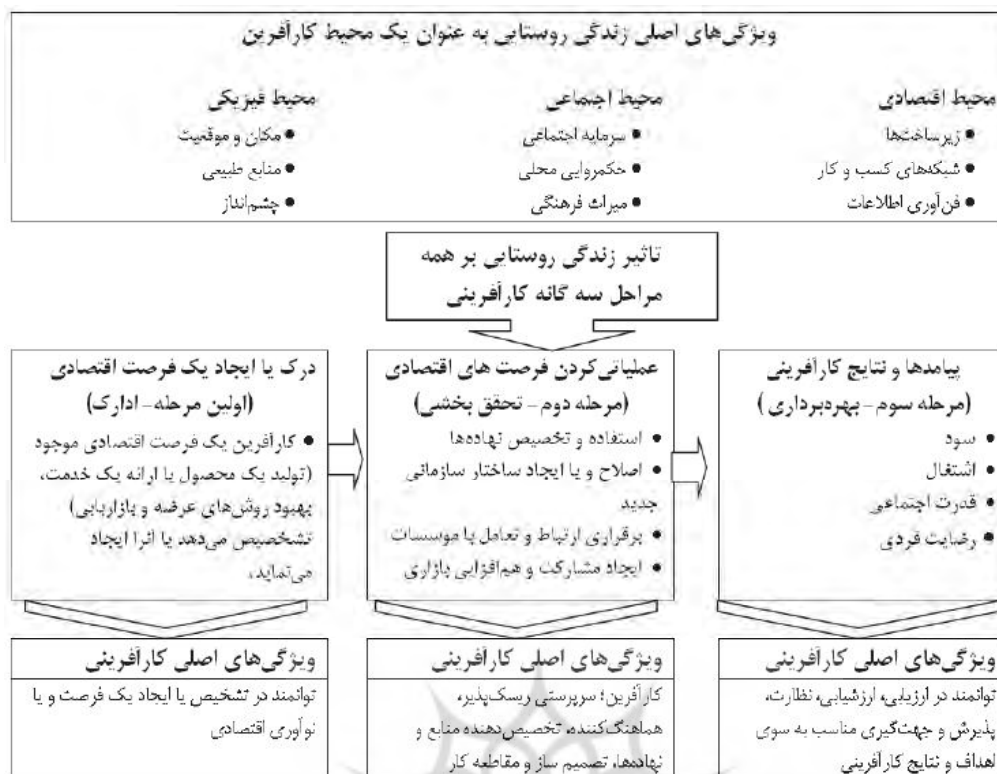 ویژگی‌های اصلی زندگی روستایی به عنوان یک محیط کارآفرین
محیط اقتصادی
• زیرساخت‌ها
• شبکه‌های کسب و کار
• فن‌آوری اطلاعات
محیط اجتماعی
• سرمایه اجتماعی
• حکمروایی محلی
• میراث فرهنگی
محیط فیزیکی
• مکان و موقعیت
• منابع طبیعی
• چشم‌انداز
تاثیر زندگی روستایی بر همه
مراحل سه گانه کارآفرینی
درک یا ایجاد یک فرصت اقتصادی
(اولین مرحله- ادارک)
• کارآفرین یک فرصت اقتصادی موجود
(تولید یک محصول یا ارائه یک خدمت،
بهبود روش‌های عرضه و بازاریابی)
تشخصیص می‌دهد یا انرا ایجاد
می‌نماید.
عملیاتی‌کردن فرصت های اقتصادی
(مرحله دوم- تحقق بخشی)
• استفاده و تخصیص نهاده‌ها
• اصلاح و یا ایجاد ساختار سازمانی
جدید
• برقراری ارتباط و تعامل با موسسات
• ایجاد مشارکت و هم‌افزایی بازاری
پیامدها و نتایج کارآفرینی
(مرحله سوم- بهره‌برداری )
• سود
• اشتغال
• قدرت اجتماعی
• رضایت فردی
ویژگی‌های اصلی کارآفرینی
توانمند در تشخیص یا ایجاد یک فرصت و یا
نوآوری اقتصادی
ویژگی‌های اصلی کارآفرینی
کارآفرین؛ سرپرستی ریسک‌پذیر،
هماهنگ‌کننده، تخصیص‌دهنده منابع و
نهاده‌ها، تصمیم ساز و مقاطعه کار
ویژگی‌های اصلی کارآفرینی
توانمند در ارزیابی، ارزشیابی، نظارت،
پذیرش و جهت‌گیری مناسب به سوی
اهداف و نتایج کارآفرینی